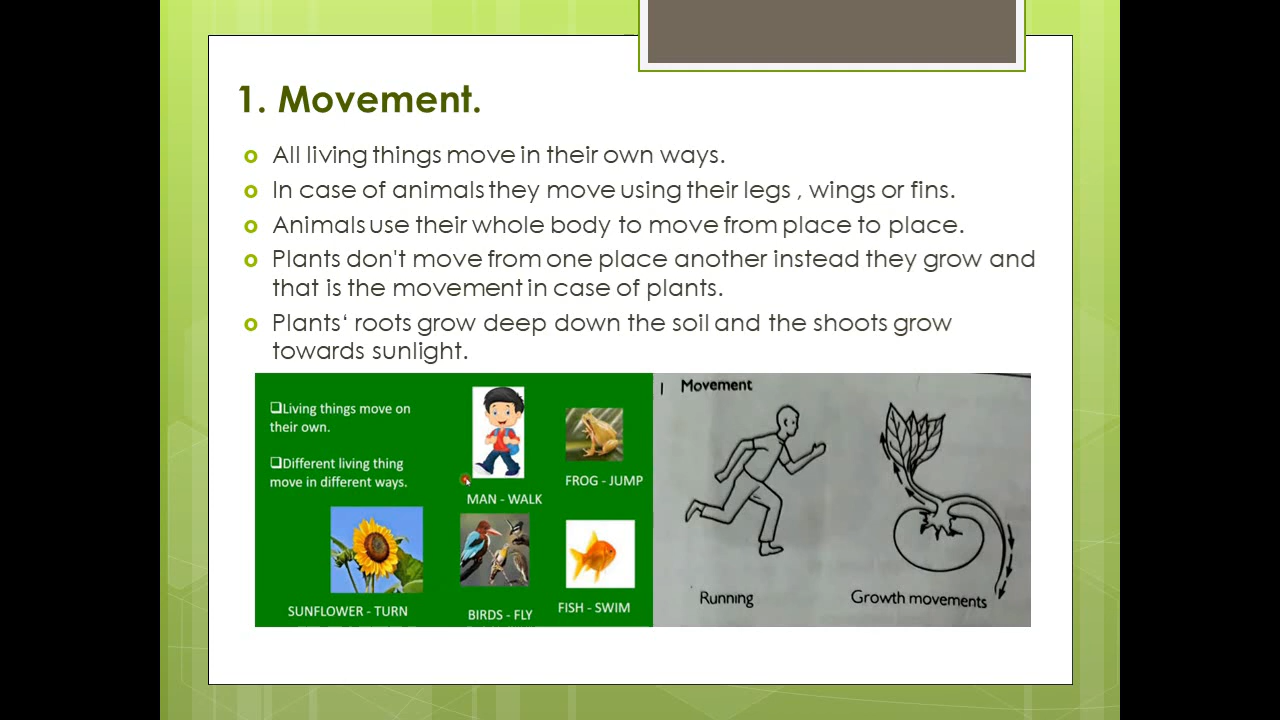 1. Movement.
All living things move in their own ways.
In case of animals they move using their legs , wings or fins.
Animals use their whole body to move from place to place.
Plants don't move from one place another instead they grow and
that is the movement in case of plants.
Plants‘ roots grow deep down the soil and the shoots grow
towards sunlight.
❑Living things move on
their own.
❑Different living thing
move in different ways.
MAN - WALK
FROG - JUMP
SUNFLOWER - TURN
BIRDS - FLY
FISH - SWIM
I Movement
Running
Growth movements